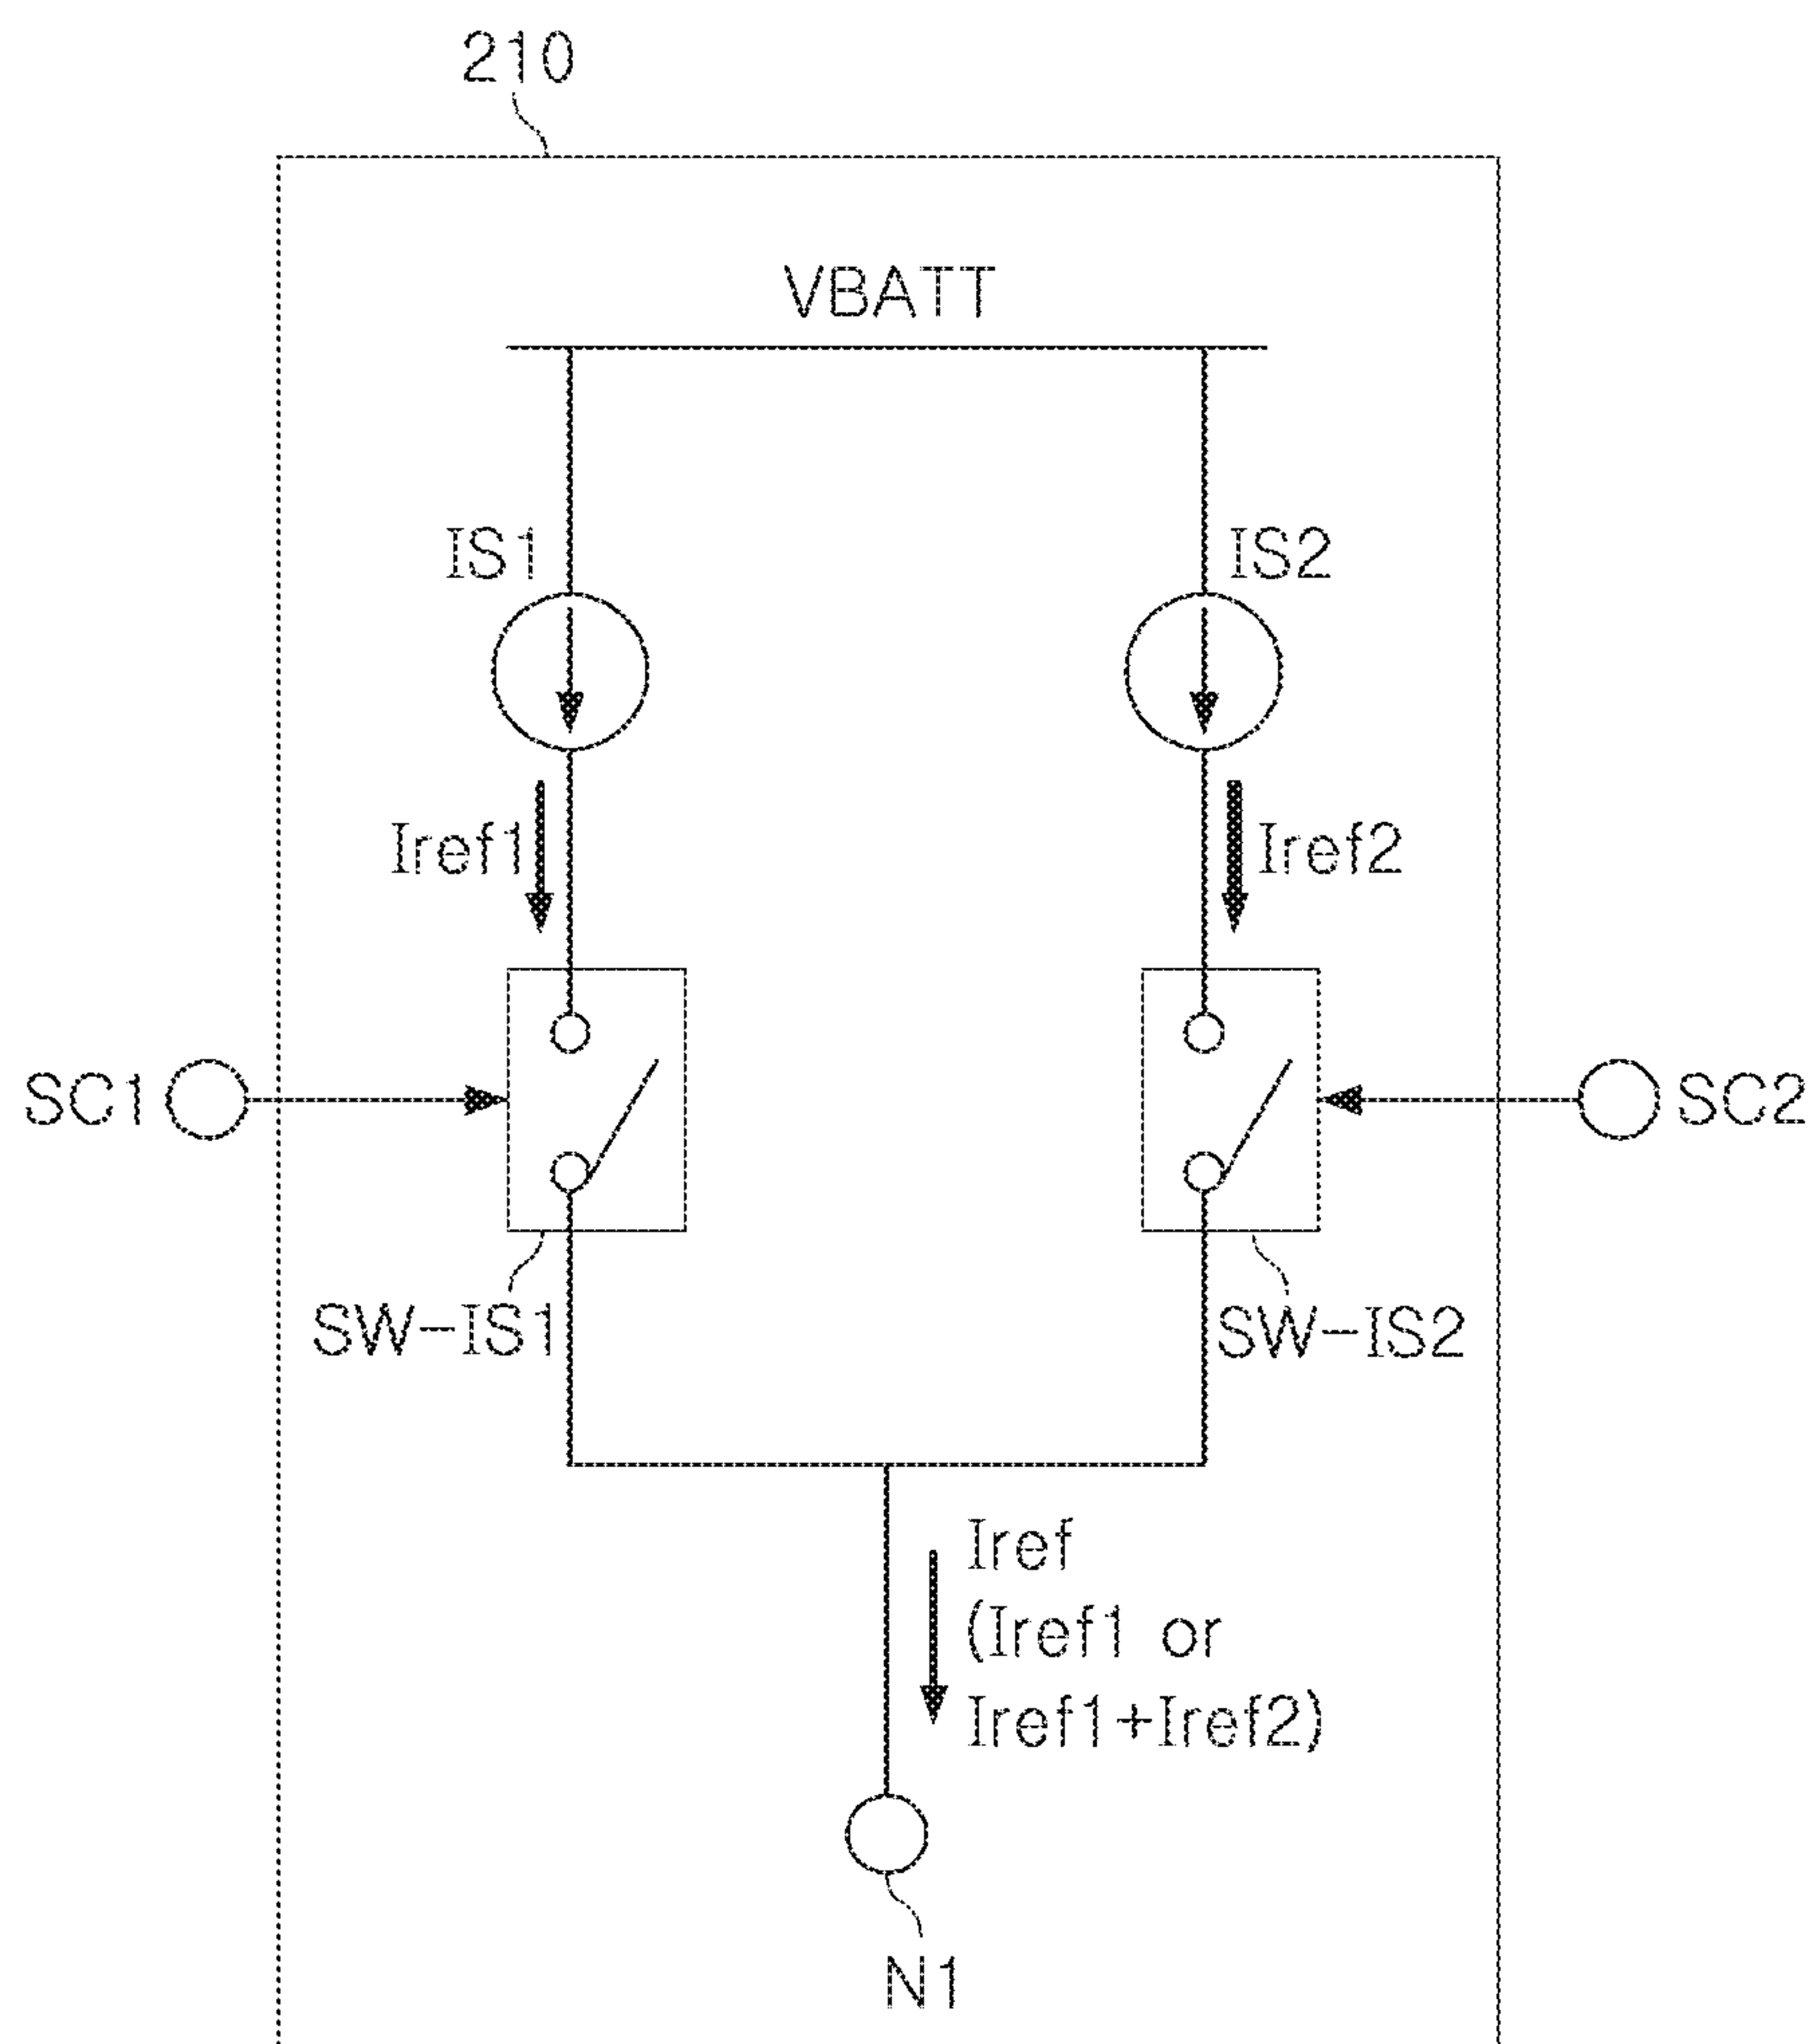 210
VBATT
IS1
IS2
Iref1
Iref2
SC1
SC2
SW-IS1
SW-IS2
Iref
(Iref1 or
Iref1+Iref2)
N1